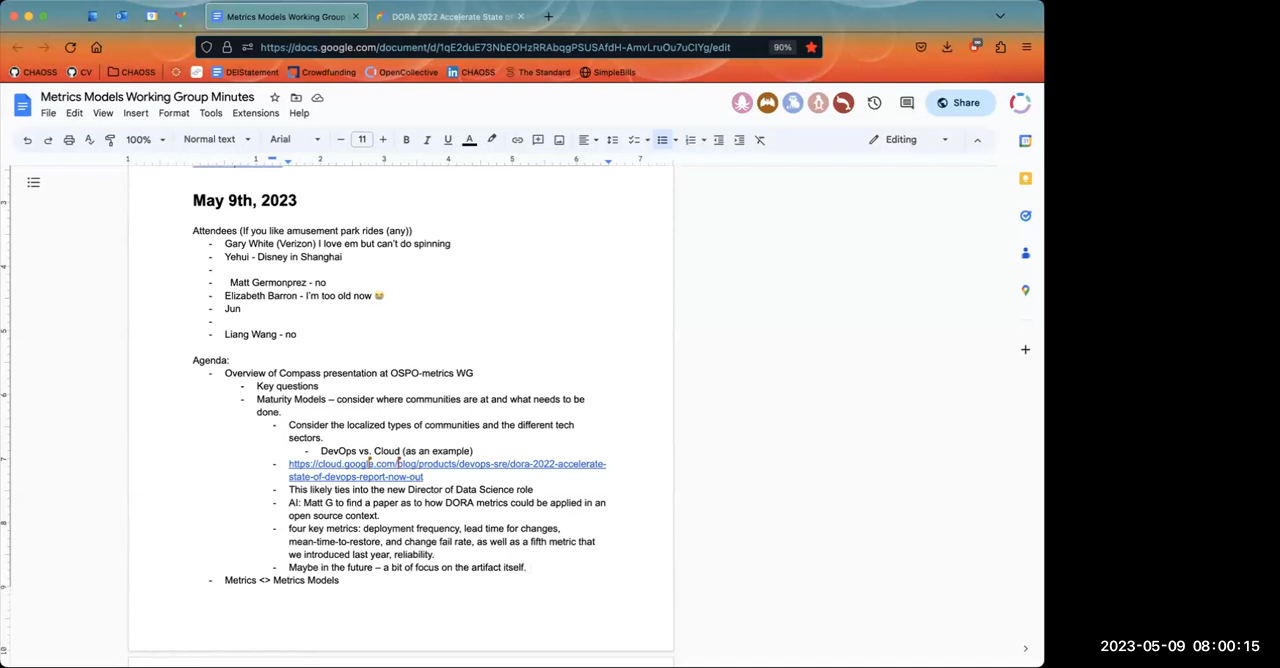 Metrics Models Working Group
DORA 2022 Accelerate State of
https://docs.google.com/document/d/1qE2duE73NbEOHzRRAbqgPSUSAfdH-AmvLruOu7uCIYg/edit
90%
CHAOSS
CV
CHAOSS
DEIStatement
Crowdfunding
OpenCollective
CHAOSS
The Standard
SimpleBills
Metrics Models Working Group Minutes
File Edit View Insert Format Tools Extensions Help
Share
100%
Normal text
Arial
11
Editing
1 1 2 3 4 5 6 7
May 9th, 2023
Attendees (If you like amusement park rides (any))
- Gary White (Verizon) I love em but can't do spinning
- Yehui - Disney in Shanghai
-
- Matt Germonprez - no
- Elizabeth Barron - I'm too old now 😂
- Jun
-
- Liang Wang - no
Agenda:
- Overview of Compass presentation at OSPO-metrics WG
- Key questions
- Maturity Models – consider where communities are at and what needs to be
done.
- Consider the localized types of communities and the different tech
sectors.
- DevOps vs. Cloud (as an example)
- https://cloud.google.com/blog/products/devops-sre/dora-2022-accelerate-
state-of-devops-report-now-out
- This likely ties into the new Director of Data Science role
- AI: Matt G to find a paper as to how DORA metrics could be applied in an
open source context.
- four key metrics: deployment frequency, lead time for changes,
mean-time-to-restore, and change fail rate, as well as a fifth metric that
we introduced last year, reliability.
- Maybe in the future – a bit of focus on the artifact itself.
- Metrics <> Metrics Models
2023-05-09 08:00:15